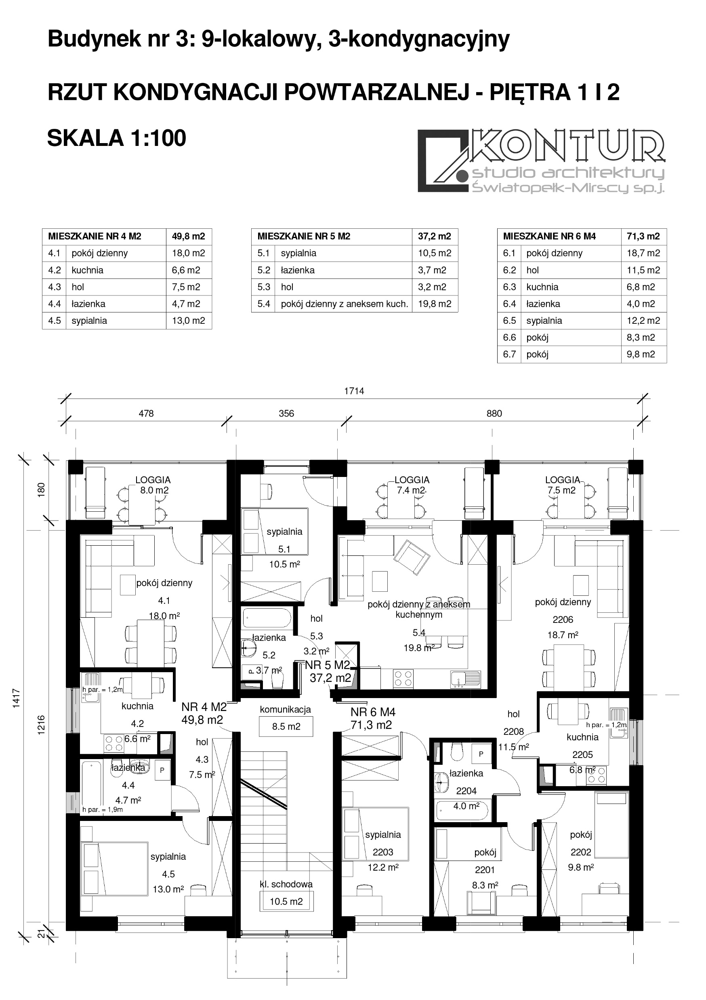 Budynek nr 3: 9-lokalowy, 3-kondygnacyjny
RZUT KONDYGNACJI POWTARZALNEJ - PIĘTRA 1 I 2
SKALA 1:100
KONTUR
studio architektury
Światopełk-Mirscy sp.j.
MIESZKANIE NR 4 M2 49,8 m2
4.1 pokój dzienny 18,0 m2
4.2 kuchnia 6,6 m2
4.3 hol 7,5 m2
4.4 łazienka 4,7 m2
4.5 sypialnia 13,0 m2
MIESZKANIE NR 5 M2 37,2 m2
5.1 sypialnia 10,5 m2
5.2 łazienka 3,7 m2
5.3 hol 3,2 m2
5.4 pokój dzienny z aneksem kuch. 19,8 m2
MIESZKANIE NR 6 M4 71,3 m2
6.1 pokój dzienny 18,7 m2
6.2 hol 11,5 m2
6.3 kuchnia 6,8 m2
6.4 łazienka 4,0 m2
6.5 sypialnia 12,2 m2
6.6 pokój 8,3 m2
6.7 pokój 9,8 m2
1714
478 356 880
180
1417
1216
21
LOGGIA
8.0 m2
LOGGIA
7.4 m2
LOGGIA
7.5 m2
sypialnia
5.1
10.5 m²
pokój dzienny
4.1
18.0 m²
pokój dzienny z aneksem
kuchennym
5.4
19.8 m²
pokój dzienny
2206
18.7 m²
hol
5.3
3.2 m²
łazienka
5.2
P 3.7 m²
NR 5 M2
37,2 m2
h par. = 1,2m
kuchnia
4.2
6.6 m²
NR 4 M2
49,8 m2
komunikacja
8.5 m2
NR 6 M4
71,3 m2
hol
2208
11.5 m²
h par. = 1,2m
kuchnia
2205
6.8 m²
hol
4.3
7.5 m²
łazienka
P
4.4
4.7 m²
h par. = 1,9m
P
łazienka
2204
4.0 m²
sypialnia
4.5
13.0 m²
kl. schodowa
10.5 m2
sypialnia
2203
12.2 m²
pokój
2201
8.3 m²
pokój
2202
9.8 m²